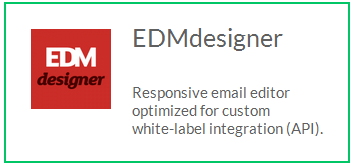 EDM
designer
EDMdesigner
Responsive email editor
optimized for custom
white-label integration (API).